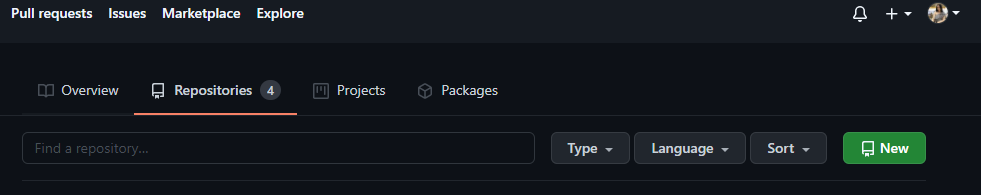 Pull requests Issues Marketplace Explore
Overview Repositories 4 Projects Packages
Find a repository... Type Language Sort New